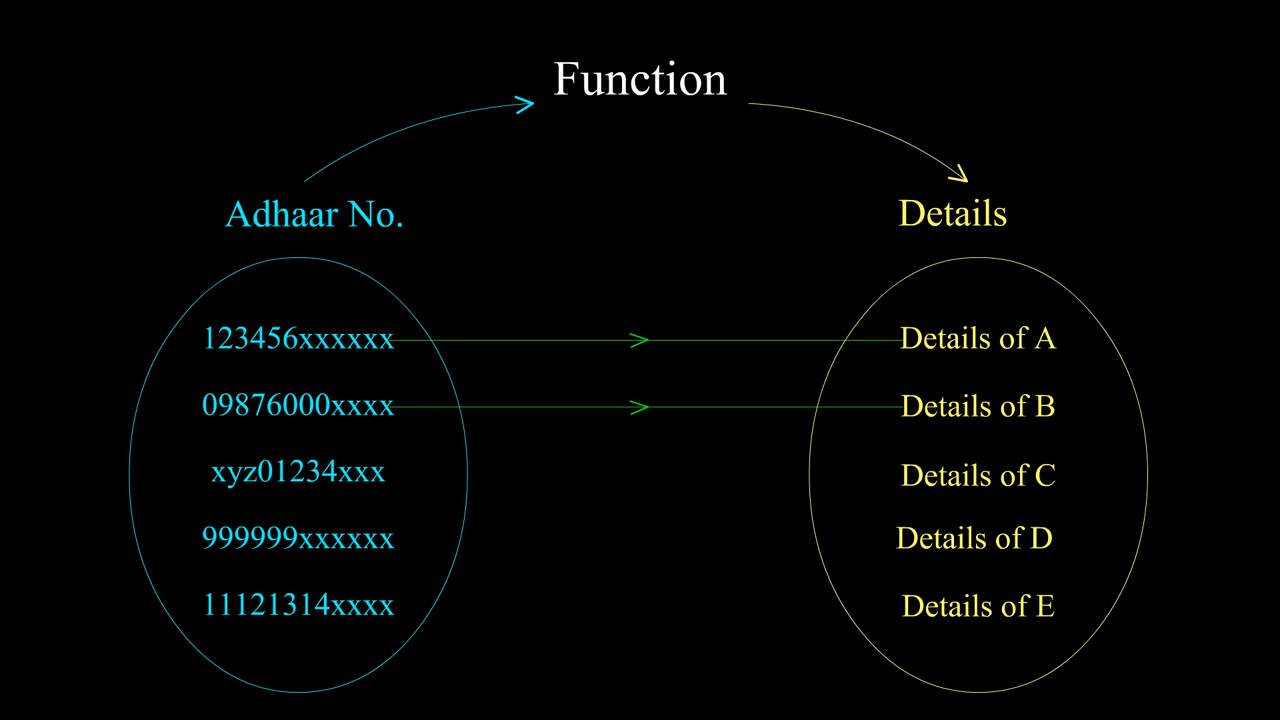 Function
Adhaar No.
Details
123456xxxxxx
Details of A
09876000xxxx
Details of B
xyz01234xxx
Details of C
999999xxxxxx
Details of D
11121314xxxx
Details of E